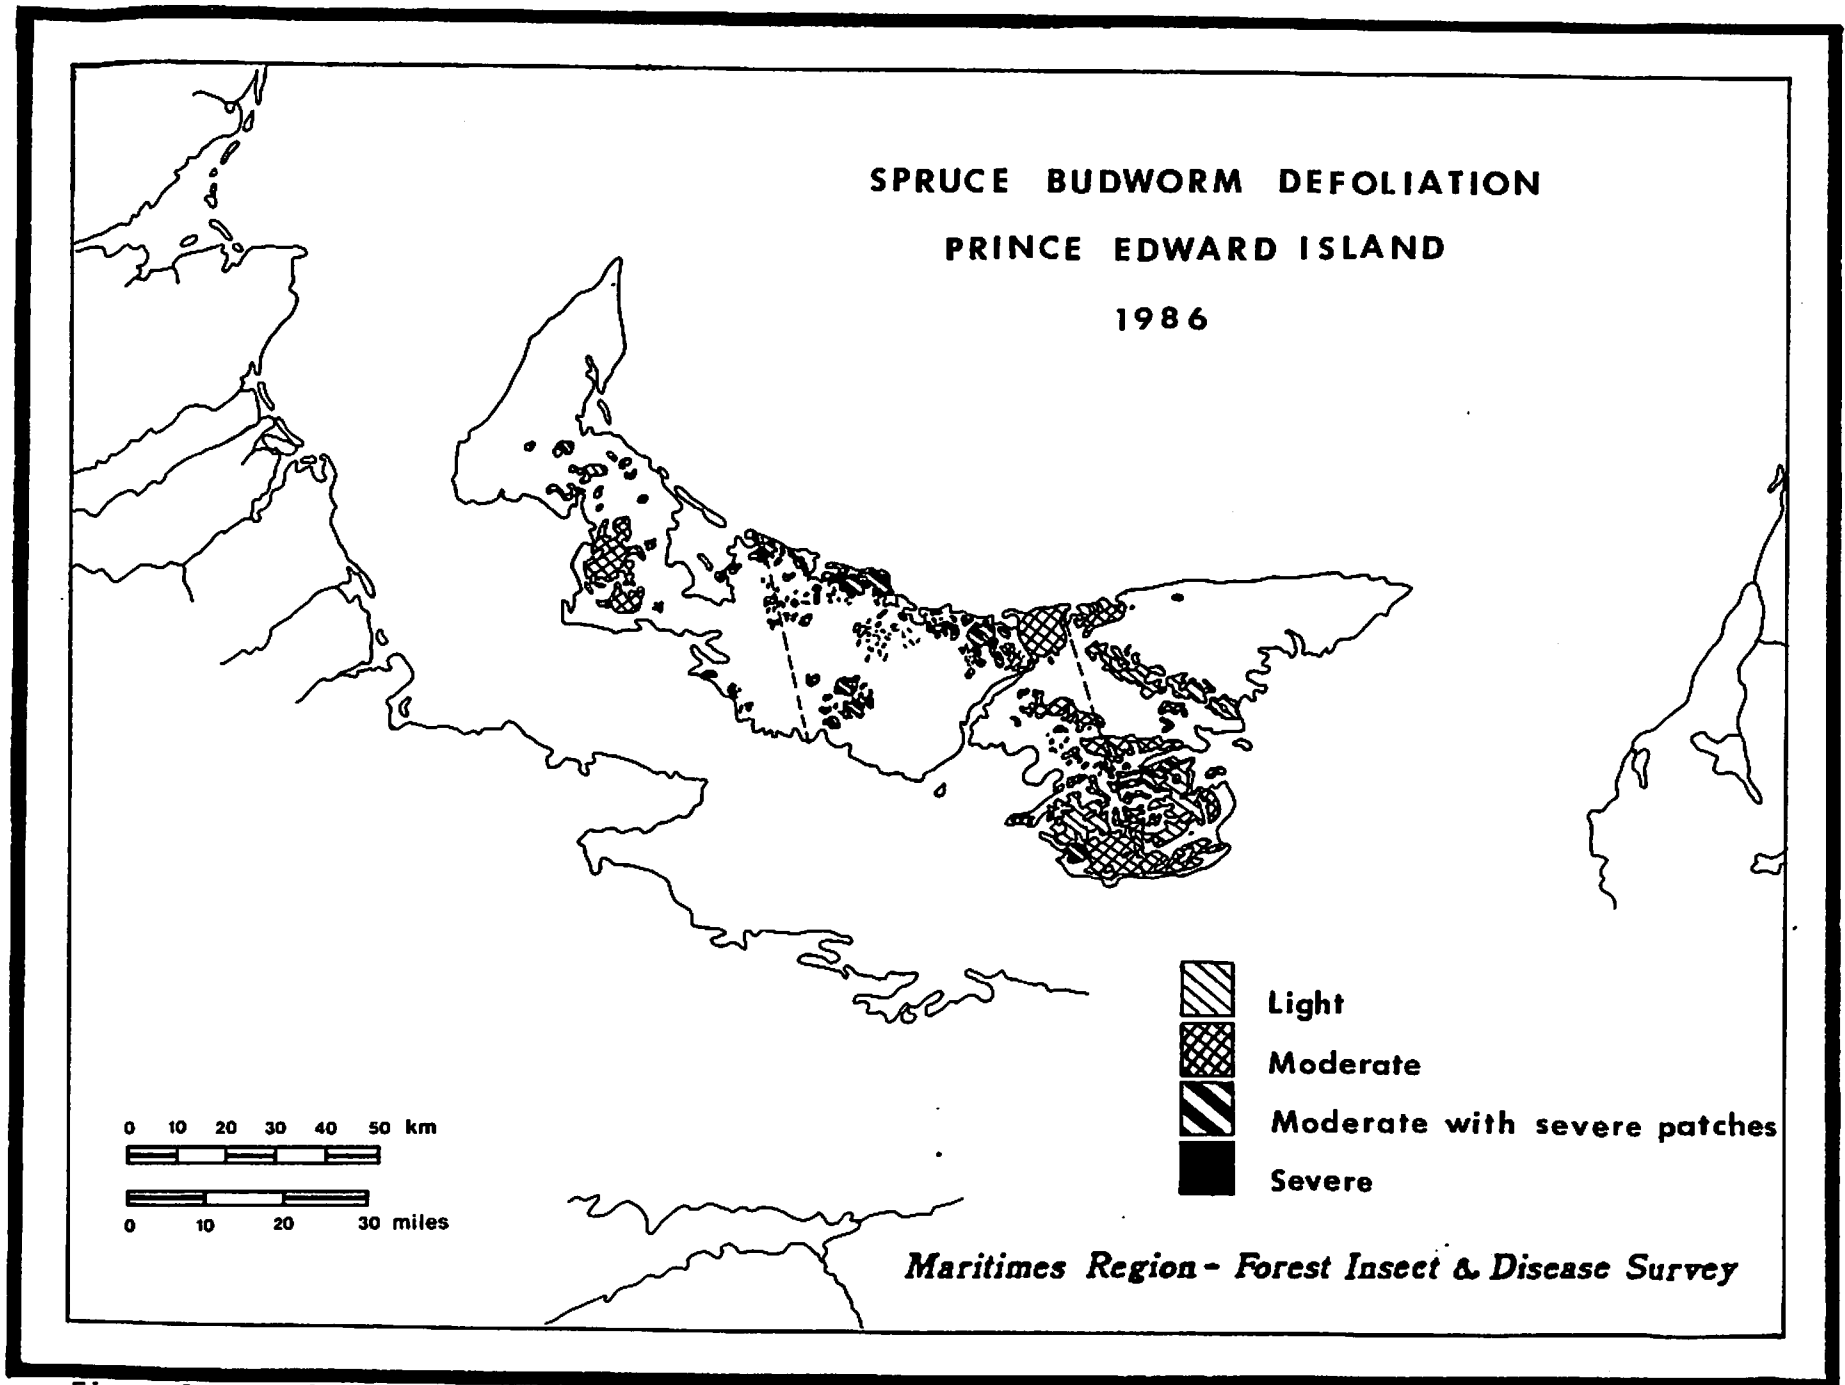 SPRUCE BUDWORM DEFOLIATION
PRINCE EDWARD ISLAND
1986
Light
Moderate
Moderate with severe patches
Severe
0 10 20 30 40 50 km
0 10 20 30 miles
Maritimes Region - Forest Insect & Disease Survey